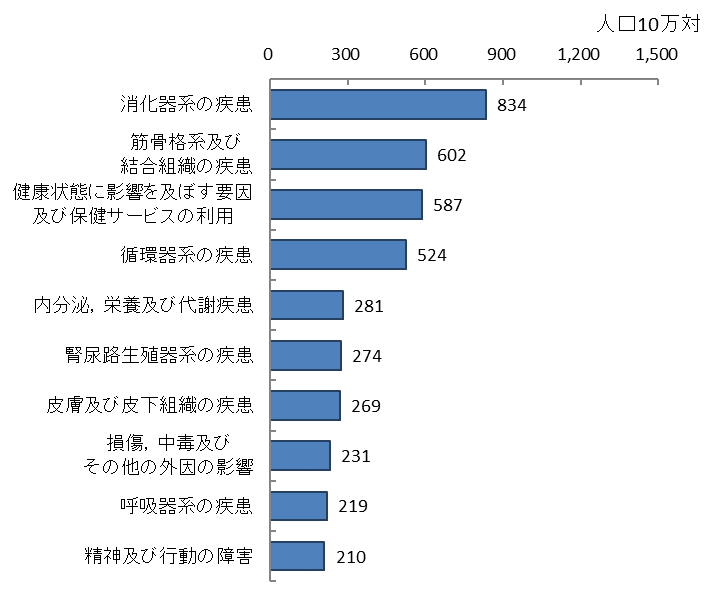 人口10万対
0 300 600 900 1,200 1,500
消化器系の疾患 834
筋骨格系及び
結合組織の疾患 602
健康状態に影響を及ぼす要因
及び保健サービスの利用 587
循環器系の疾患 524
内分泌，栄養及び代謝疾患 281
腎尿路生殖器系の疾患 274
皮膚及び皮下組織の疾患 269
損傷，中毒及び
その他の外因の影響 231
呼吸器系の疾患 219
精神及び行動の障害 210